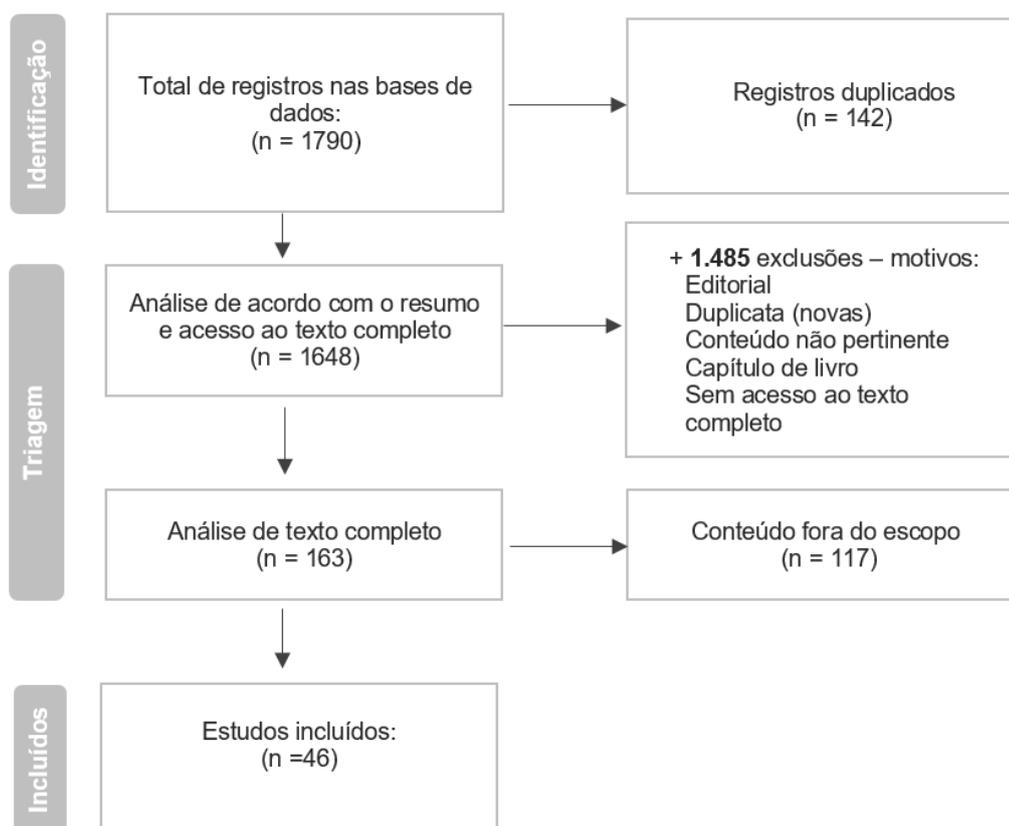 Identificação
Total de registros nas bases de
dados:
(n = 1790)
Registros duplicados
(n = 142)
Triagem
Análise de acordo com o resumo
e acesso ao texto completo
(n = 1648)
+ 1.485 exclusões – motivos:
Editorial
Duplicata (novas)
Conteúdo não pertinente
Capítulo de livro
Sem acesso ao texto
completo
Análise de texto completo
(n = 163)
Conteúdo fora do escopo
(n = 117)
Incluídos
Estudos incluídos:
(n =46)